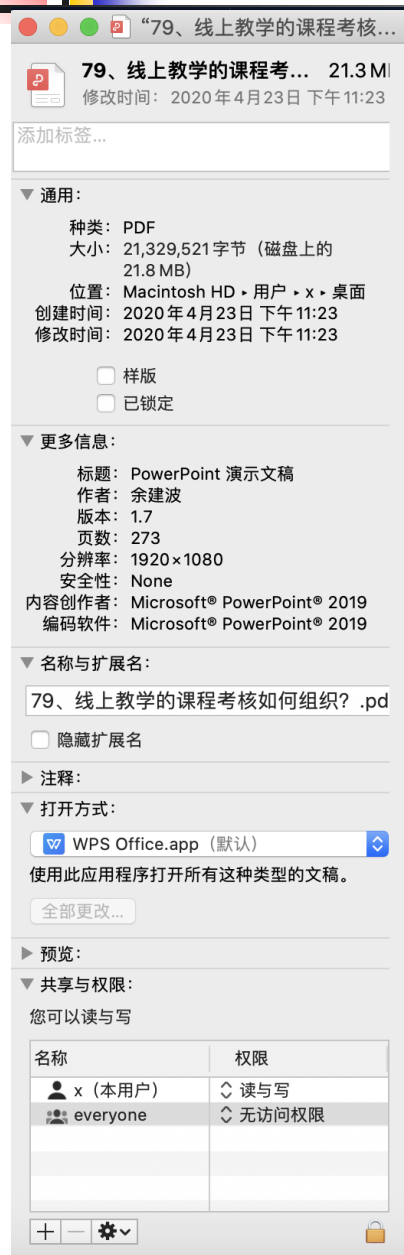 “79、线上教学的课程考核...
79、线上教学的课程考... 21.3 M
修改时间： 2020年4月23日 下午11:23
添加标签...
通用：
种类： PDF
大小： 21,329,521字节（磁盘上的
21.8 MB）
位置： Macintosh HD ▸ 用户 ▸ x ▸ 桌面
创建时间： 2020年4月23日 下午11:23
修改时间： 2020年4月23日 下午11:23
样版
已锁定
更多信息：
标题： PowerPoint 演示文稿
作者： 余建波
版本： 1.7
页数： 273
分辨率： 1920×1080
安全性： None
内容创作者： Microsoft® PowerPoint® 2019
编码软件： Microsoft® PowerPoint® 2019
名称与扩展名：
79、线上教学的课程考核如何组织？.pd
隐藏扩展名
注释：
打开方式：
WPS Office.app（默认）
使用此应用程序打开所有这种类型的文稿。
全部更改...
预览：
共享与权限：
您可以读与写
名称 权限
x（本用户） 读与写
everyone 无访问权限